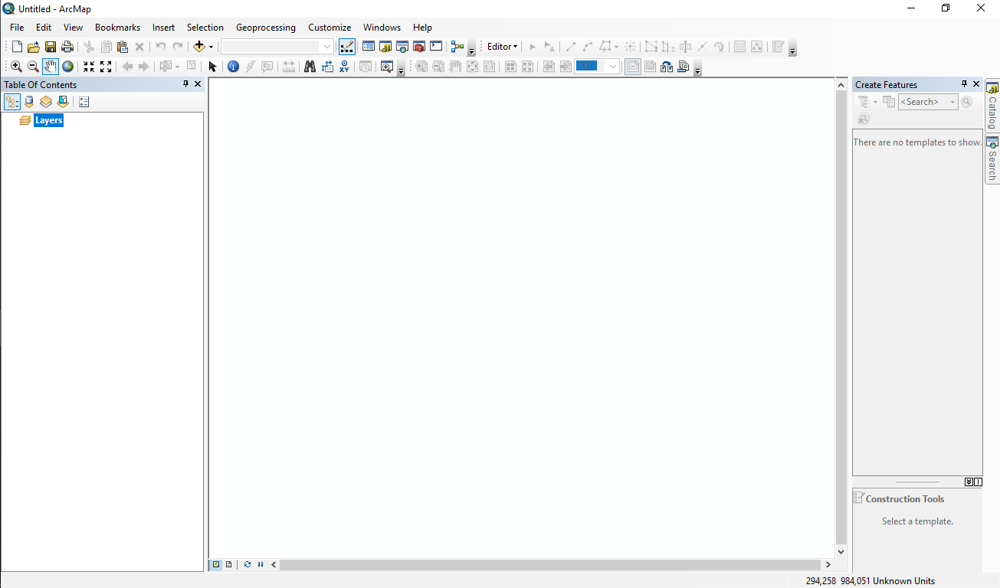 Untitled - ArcMap
File Edit View Bookmarks Insert Selection Geoprocessing Customize Windows Help
Editor
XY
100%
Table Of Contents
Layers
Create Features
<Search>
There are no templates to show.
Catalog
Search
Construction Tools
Select a template.
294,258 984,051 Unknown Units